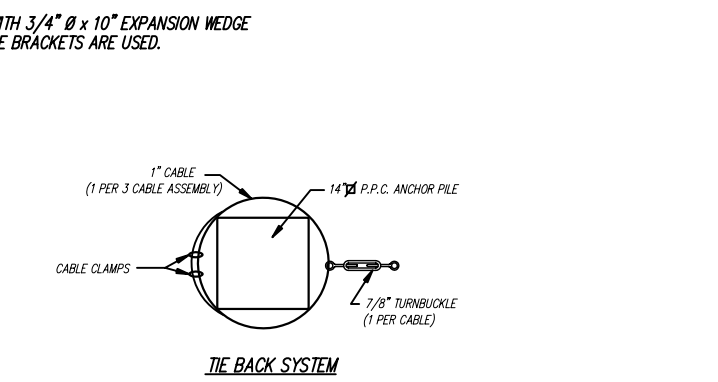 3/4" Ø x 10" EXPANSION WEDGE
BRACKETS ARE USED.
1" CABLE
(1 PER 3 CABLE ASSEMBLY)
14" P.P.C. ANCHOR PILE
CABLE CLAMPS
7/8" TURNBUCKLE
(1 PER CABLE)
TIE BACK SYSTEM